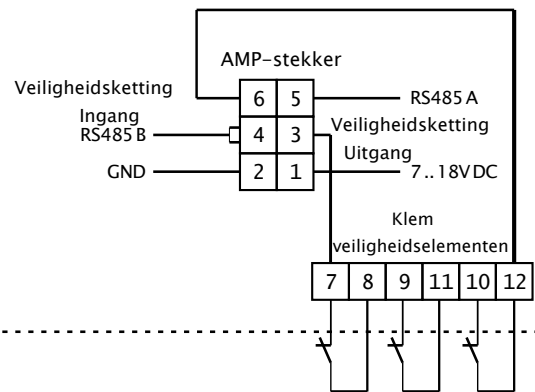 AMP-stekker
Veiligheidsketting
Ingang
6 5
RS485 A
RS485 B
4 3
Veiligheidsketting
Uitgang
GND
2 1
7..18V DC
Klem
veiligheidselementen
7 8 9 11 10 12